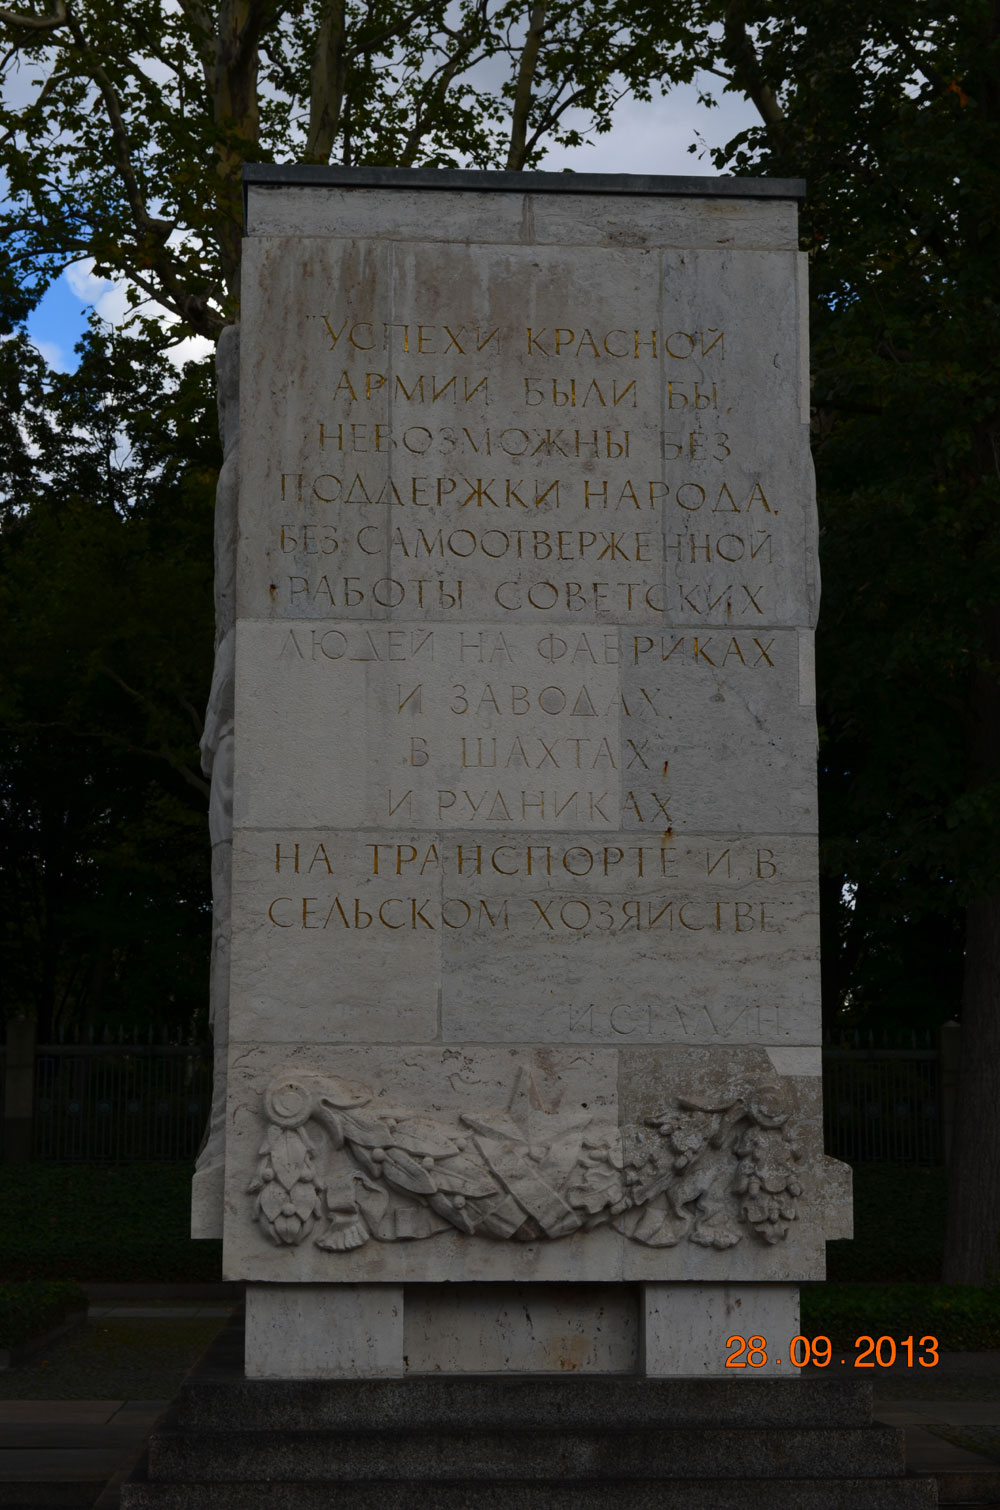 "УСПЕХИ КРАСНОЙ
АРМИИ БЫЛИ БЫ
НЕВОЗМОЖНЫ БЕЗ
ПОДДЕРЖКИ НАРОДА,
БЕЗ САМООТВЕРЖЕННОЙ
РАБОТЫ СОВЕТСКИХ
ЛЮДЕЙ НА ФАБРИКАХ
И ЗАВОДАХ,
В ШАХТАХ
И РУДНИКАХ,
НА ТРАНСПОРТЕ И В
СЕЛЬСКОМ ХОЗЯЙСТВЕ."
И.СТАЛИН.
28.09.2013